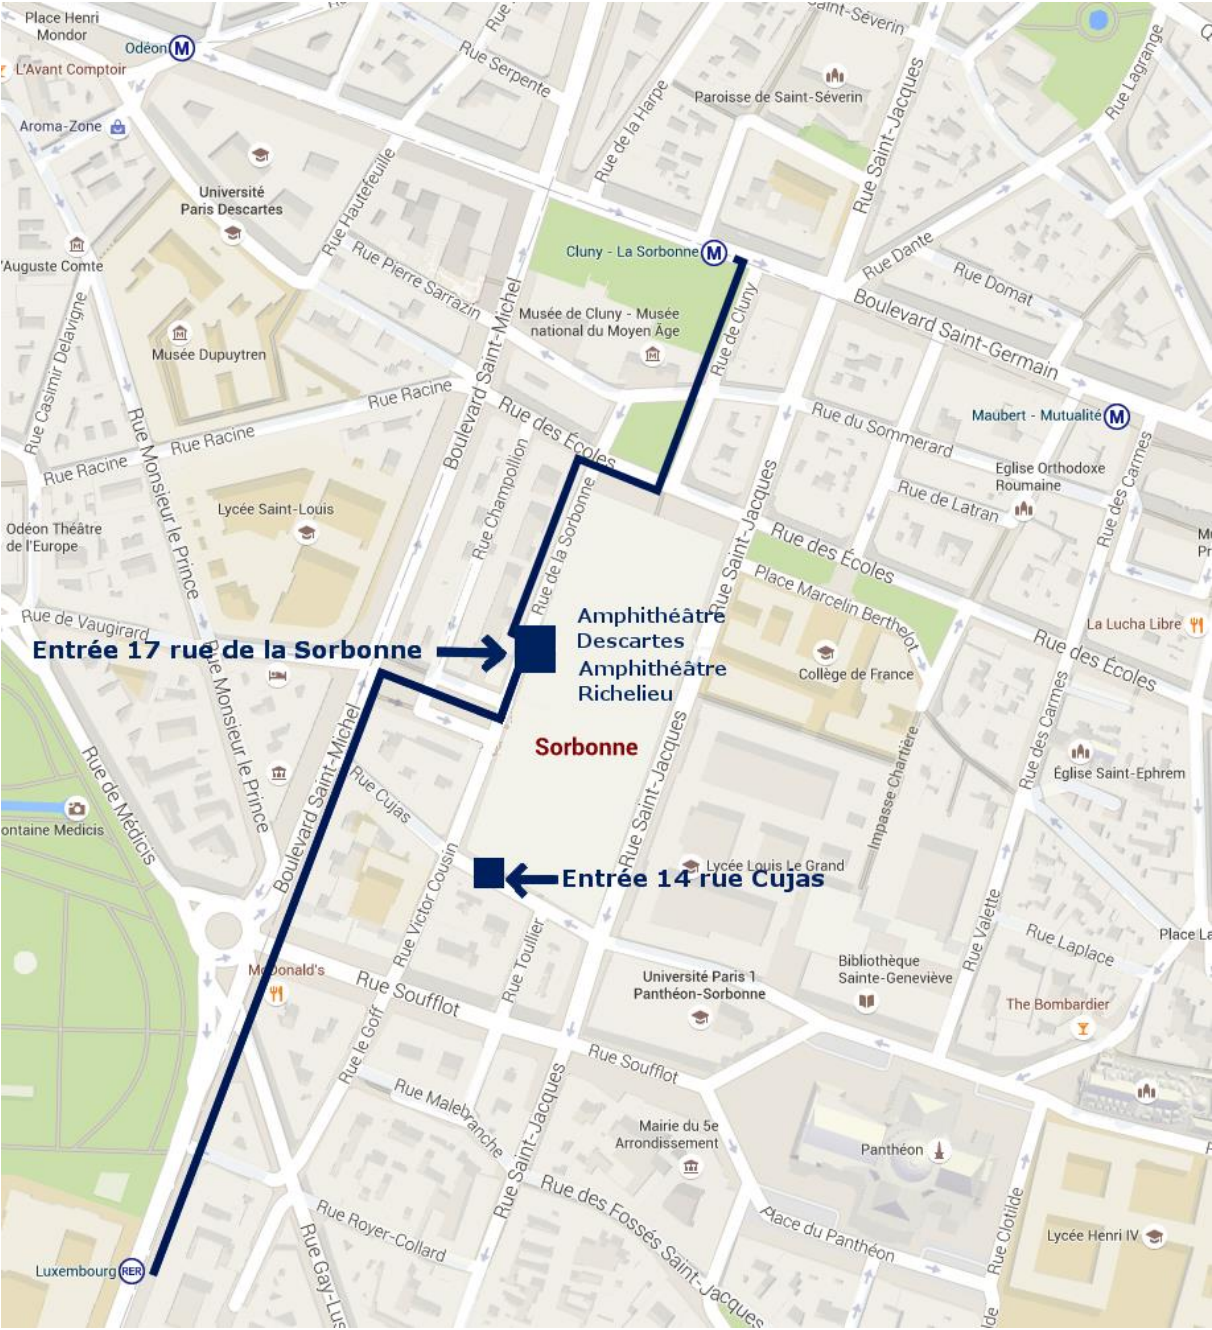 Place Henri
Mondor
Odéon
M
L'Avant Comptoir
Aroma-Zone
Rue Serpente
Rue de la Harpe
Paroisse de Saint-Séverin
Rue Saint-Jacques
Rue Lagrange
Université
Paris Descartes
Rue Hautefeuille
'Auguste Comte
Rue Pierre Sarrazin
Cluny - La Sorbonne
M
Rue Dante
Rue Domat
Boulevard Saint-Germain
Musée de Cluny - Musée
national du Moyen Âge
Rue de Cluny
Musée Dupuytren
Rue Casimir Delavigne
Boulevard Saint-Michel
Rue Racine
Rue Racine
Rue Racine
Rue Monsieur le Prince
Rue des Écoles
Rue du Sommerard
Maubert - Mutualité
M
Eglise Orthodoxe
Roumaine
Rue de Latran
Rue des Carmes
Lycée Saint-Louis
Rue Champollion
Rue de la Sorbonne
Rue Saint-Jacques
Odéon Théâtre
de l'Europe
Rue des Écoles
Place Marcelin Berthelot
Rue de Vaugirard
Entrée 17 rue de la Sorbonne
Amphithéâtre
Descartes
Amphithéâtre
Richelieu
La Lucha Libre
Rue des Écoles
Collège de France
Rue Monsieur le Prince
Sorbonne
Boulevard Saint-Michel
Rue Saint-Jacques
Rue des Carmes
Église Saint-Ephrem
Impasse Chartière
Rue de Médicis
ontaine Medicis
Rue Cujas
Lycée Louis Le Grand
Entrée 14 rue Cujas
Rue Victor Cousin
Rue Toullier
Rue Valette
Rue Laplace
Place La
McDonald's
Rue Soufflot
Université Paris 1
Panthéon-Sorbonne
Bibliothèque
Sainte-Geneviève
The Bombardier
Rue le Goff
Rue Soufflot
Rue Malebranche
Rue Saint-Jacques
Mairie du 5e
Arrondissement
Panthéon
Rue des Fossés Saint-Jacques
Place du Panthéon
Rue Clotilde
Lycée Henri IV
Rue Royer-Collard
Rue Gay-Lus
Luxembourg
RER